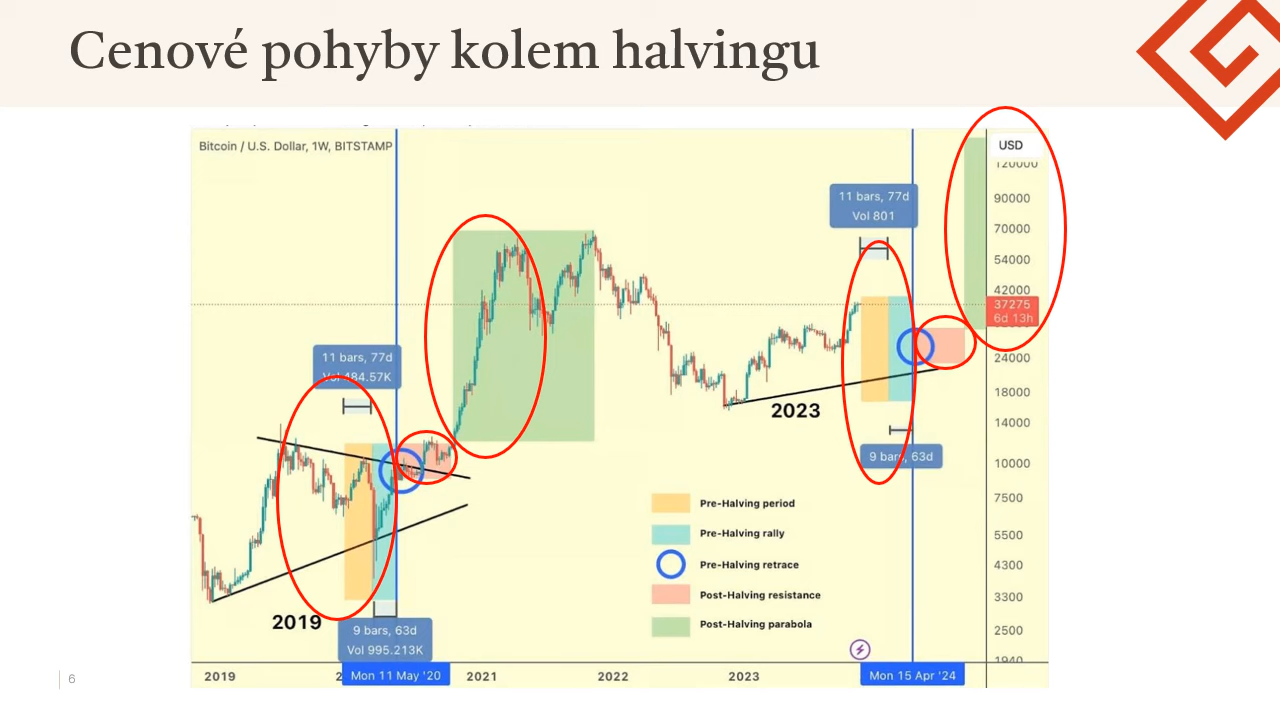 Cenové pohyby kolem halvingu
Bitcoin / U.S. Dollar, 1W, BITSTAMP
USD
120000
90000
70000
54000
42000
37275
6d 13h
24000
18000
14000
10000
7500
5500
4300
3300
2500
1940
11 bars, 77d
Vol 801
11 bars, 77d
Vol 484.57K
2023
9 bars, 63d
Pre-Halving period
Pre-Halving rally
Pre-Halving retrace
Post-Halving resistance
Post-Halving parabola
2019
9 bars, 63d
Vol 995.213K
2019
2
Mon 11 May '20
2021
2022
2023
Mon 15 Apr '24
6